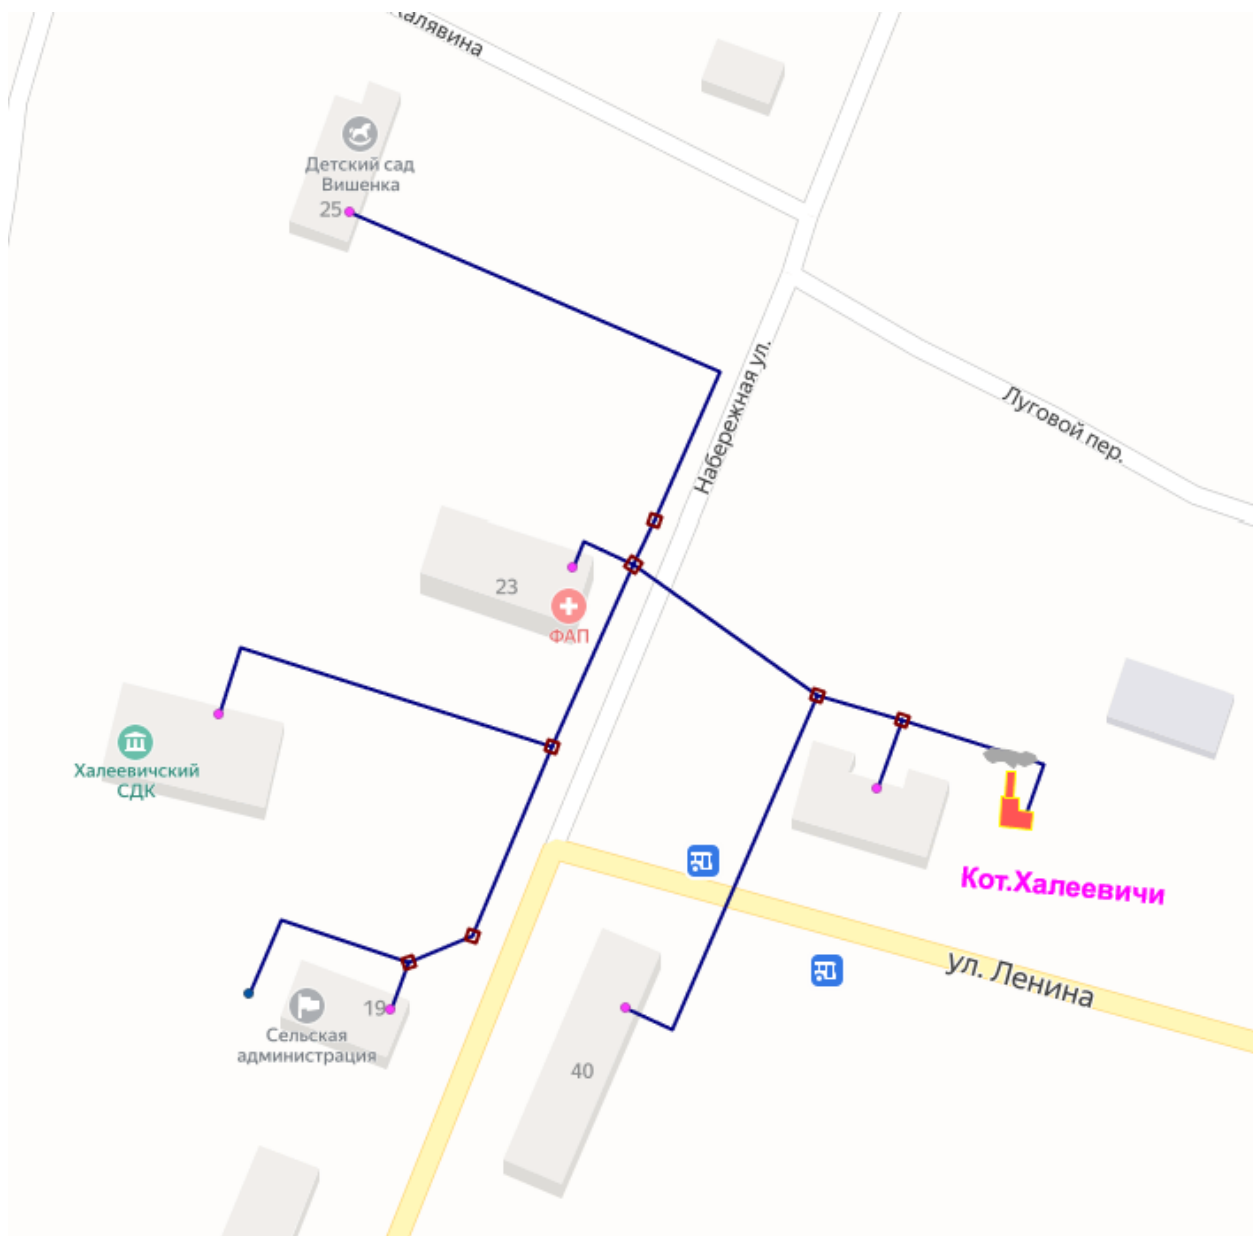 Калявина
Детский сад
Вишенка
25
Набережная ул.
Луговой пер.
23
ФАП
Халеевичский
СДК
Кот.Халеевичи
ул. Ленина
19
Сельская
администрация
40